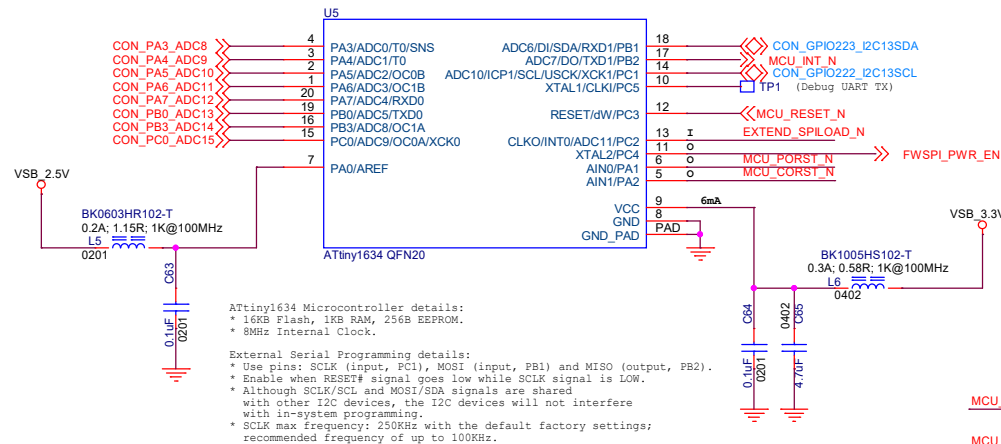 U5
CON_PA3_ADC8 4 PA3/ADC0/T0/SNS ADC6/DI/SDA/RXD1/PB1 18 CON_GPIO223_I2C13SDA
CON_PA4_ADC9 3 PA4/ADC1/T0 ADC7/DO/TXD1/PB2 17 MCU_INT_N
CON_PA5_ADC10 2 PA5/ADC2/OC0B ADC10/ICP1/SCL/USCK/XCK1/PC1 14 CON_GPIO222_I2C13SCL
CON_PA6_ADC11 1 PA6/ADC3/OC1B XTAL1/CLKI/PC5 10 TP1 (Debug UART TX)
CON_PA7_ADC12 20 PA7/ADC4/RXD0
CON_PB0_ADC13 19 PB0/ADC5/TXD0 RESET/dW/PC3 12 MCU_RESET_N
CON_PB3_ADC14 16 PB3/ADC8/OC1A
CON_PC0_ADC15 15 PC0/ADC9/OC0A/XCK0 CLKO/INT0/ADC11/PC2 13 I EXTEND_SPILOAD_N
XTAL2/PC4 11 O FWSPI_PWR_EN
7 PA0/AREF AIN0/PA1 6 O MCU_PORST_N
AIN1/PA2 5 O MCU_CORST_N
VSB_2.5V
VCC 9 6mA
GND 8
GND_PAD PAD
VSB_3.3V
BK0603HR102-T
0.2A; 1.15R; 1K@100MHz
L5
0201
ATtiny1634 QFN20
BK1005HS102-T
0.3A; 0.58R; 1K@100MHz
L6
0402
C63
0.1uF
0201
C64
0.1uF
0201
C65
0402
4.7uF
ATtiny1634 Microcontroller details:
* 16KB Flash, 1KB RAM, 256B EEPROM.
* 8MHz Internal Clock.
External Serial Programming details:
* Use pins: SCLK (input, PC1), MOSI (input, PB1) and MISO (output, PB2).
* Enable when RESET# signal goes low while SCLK signal is LOW.
* Although SCLK/SCL and MOSI/SDA signals are shared
with other I2C devices, the I2C devices will not interfere
with in-system programming.
* SCLK max frequency: 250KHz with the default factory settings;
recommended frequency of up to 100KHz.
MCU_
MCU_